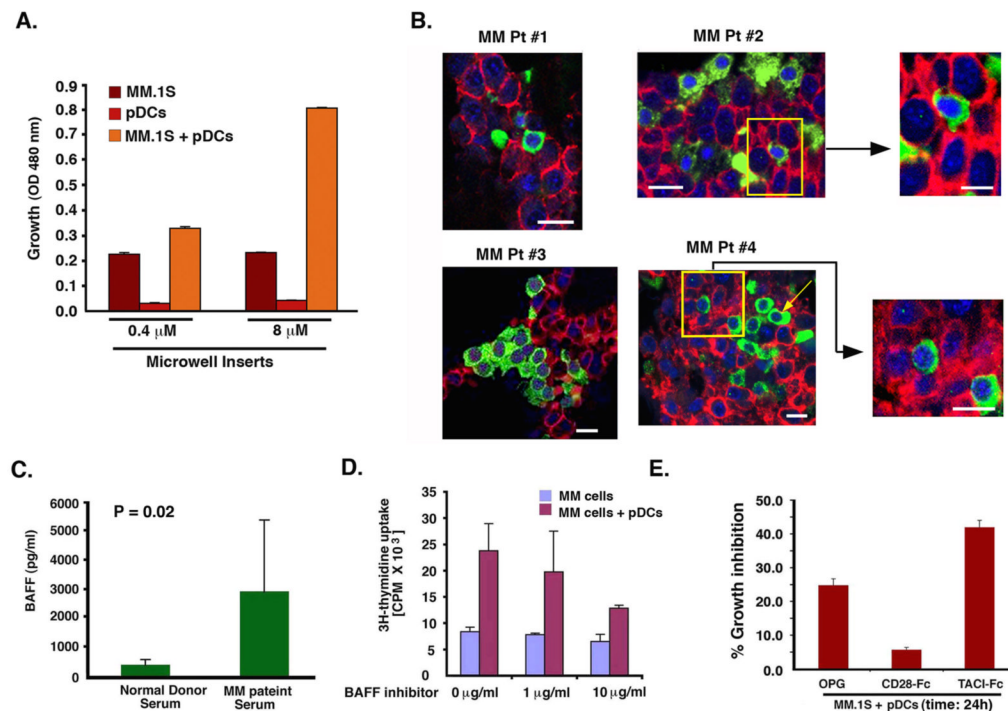 A.
MM.1S
pDCs
MM.1S + pDCs
Growth (OD 480 nm)
0.9
0.8
0.7
0.6
0.5
0.4
0.3
0.2
0.1
0.0
0.4 μM
8 μM
Microwell Inserts
B.
MM Pt #1
MM Pt #2
MM Pt #3
MM Pt #4
C.
P = 0.02
BAFF (pg/ml)
6000
5000
4000
3000
2000
1000
0
Normal Donor
Serum
MM pateint
Serum
D.
MM cells
MM cells + pDCs
3H-thymidine uptake
[CPM X 10³]
35
30
25
20
15
10
5
0
BAFF inhibitor
0 μg/ml
1 μg/ml
10 μg/ml
E.
% Growth inhibition
50.0
40.0
30.0
20.0
10.0
0.0
OPG
CD28-Fc
TACI-Fc
MM.1S + pDCs (time: 24h)